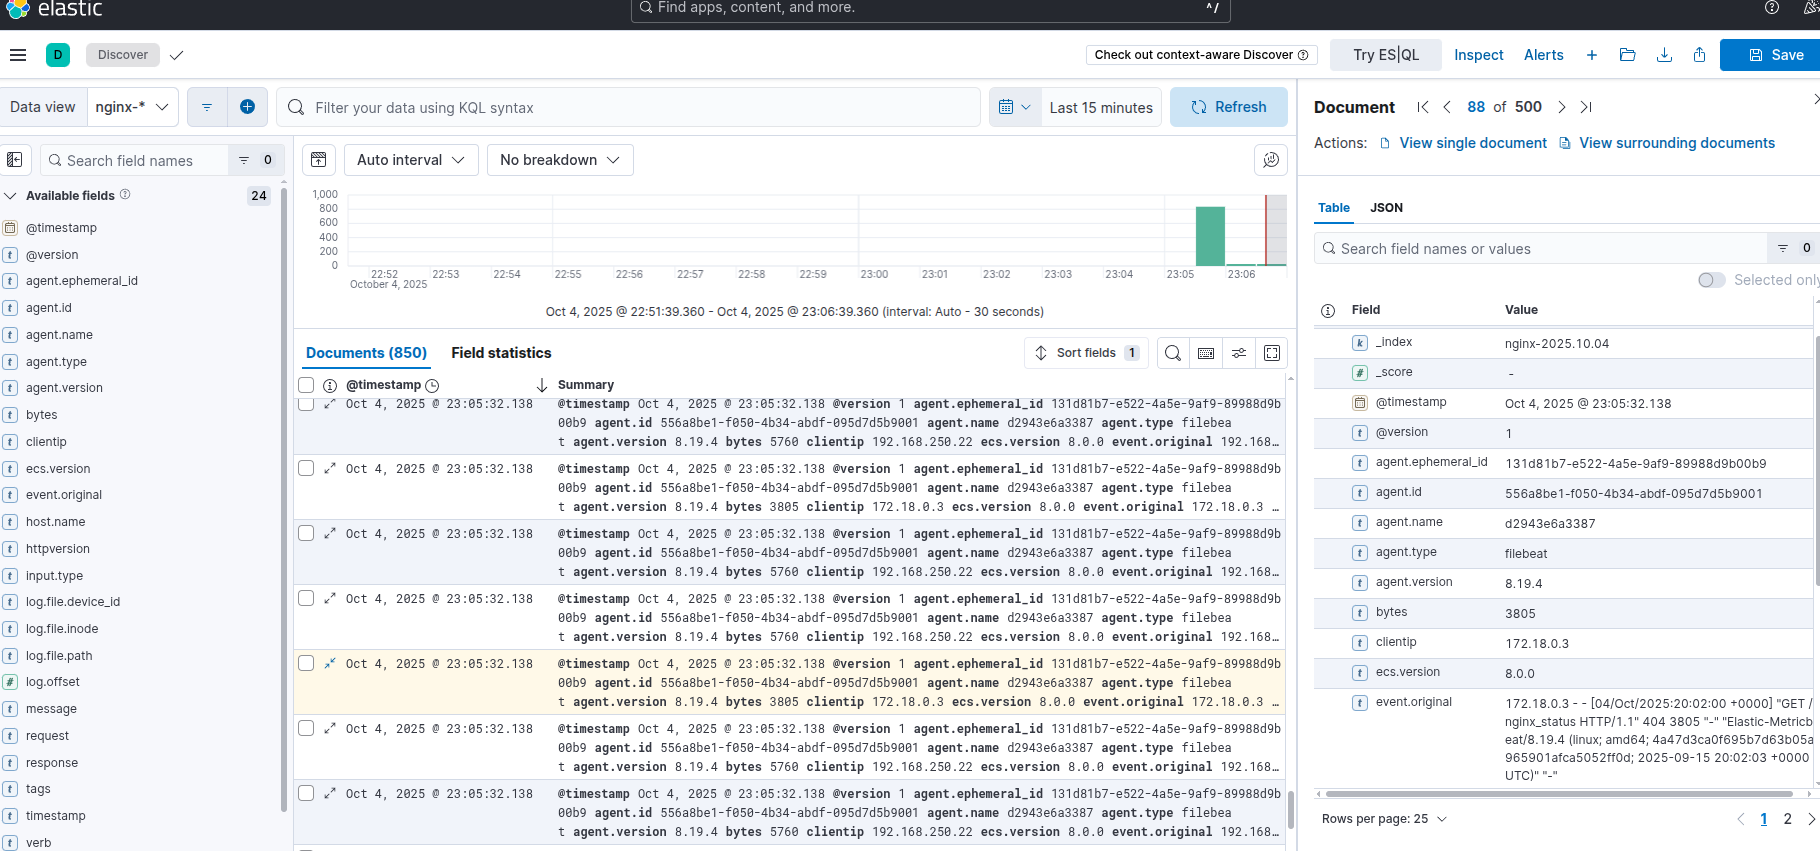 elastic
Find apps, content, and more.
^/
D
Discover
Check out context-aware Discover
Try ES|QL
Inspect
Alerts
Save
Data view
nginx-*
Filter your data using KQL syntax
Last 15 minutes
Refresh
Search field names
0
Available fields
24
@timestamp
@version
agent.ephemeral_id
agent.id
agent.name
agent.type
agent.version
bytes
clientip
ecs.version
event.original
host.name
httpversion
input.type
log.file.device_id
log.file.inode
log.file.path
log.offset
message
request
response
tags
timestamp
verb
Auto interval
No breakdown
1,000
800
600
400
200
0
22:52 22:53 22:54 22:55 22:56 22:57 22:58 22:59 23:00 23:01 23:02 23:03 23:04 23:05 23:06
October 4, 2025
Oct 4, 2025 @ 22:51:39.360 - Oct 4, 2025 @ 23:06:39.360 (interval: Auto - 30 seconds)
Documents (850)
Field statistics
Sort fields 1
@timestamp
Summary
Oct 4, 2025 @ 23:05:32.138 @timestamp Oct 4, 2025 @ 23:05:32.138 @version 1 agent.ephemeral_id 131d81b7-e522-4a5e-9af9-89988d9b
00b9 agent.id 556a8be1-f050-4b34-abdf-095d7d5b9001 agent.name d2943e6a3387 agent.type filebea
t agent.version 8.19.4 bytes 5760 clientip 192.168.250.22 ecs.version 8.0.0 event.original 192.168…
Oct 4, 2025 @ 23:05:32.138 @timestamp Oct 4, 2025 @ 23:05:32.138 @version 1 agent.ephemeral_id 131d81b7-e522-4a5e-9af9-89988d9b
00b9 agent.id 556a8be1-f050-4b34-abdf-095d7d5b9001 agent.name d2943e6a3387 agent.type filebea
t agent.version 8.19.4 bytes 3805 clientip 172.18.0.3 ecs.version 8.0.0 event.original 172.18.0.3 …
Oct 4, 2025 @ 23:05:32.138 @timestamp Oct 4, 2025 @ 23:05:32.138 @version 1 agent.ephemeral_id 131d81b7-e522-4a5e-9af9-89988d9b
00b9 agent.id 556a8be1-f050-4b34-abdf-095d7d5b9001 agent.name d2943e6a3387 agent.type filebea
t agent.version 8.19.4 bytes 5760 clientip 192.168.250.22 ecs.version 8.0.0 event.original 192.168…
Oct 4, 2025 @ 23:05:32.138 @timestamp Oct 4, 2025 @ 23:05:32.138 @version 1 agent.ephemeral_id 131d81b7-e522-4a5e-9af9-89988d9b
00b9 agent.id 556a8be1-f050-4b34-abdf-095d7d5b9001 agent.name d2943e6a3387 agent.type filebea
t agent.version 8.19.4 bytes 5760 clientip 192.168.250.22 ecs.version 8.0.0 event.original 192.168…
Oct 4, 2025 @ 23:05:32.138 @timestamp Oct 4, 2025 @ 23:05:32.138 @version 1 agent.ephemeral_id 131d81b7-e522-4a5e-9af9-89988d9b
00b9 agent.id 556a8be1-f050-4b34-abdf-095d7d5b9001 agent.name d2943e6a3387 agent.type filebea
t agent.version 8.19.4 bytes 3805 clientip 172.18.0.3 ecs.version 8.0.0 event.original 172.18.0.3 …
Oct 4, 2025 @ 23:05:32.138 @timestamp Oct 4, 2025 @ 23:05:32.138 @version 1 agent.ephemeral_id 131d81b7-e522-4a5e-9af9-89988d9b
00b9 agent.id 556a8be1-f050-4b34-abdf-095d7d5b9001 agent.name d2943e6a3387 agent.type filebea
t agent.version 8.19.4 bytes 5760 clientip 192.168.250.22 ecs.version 8.0.0 event.original 192.168…
Oct 4, 2025 @ 23:05:32.138 @timestamp Oct 4, 2025 @ 23:05:32.138 @version 1 agent.ephemeral_id 131d81b7-e522-4a5e-9af9-89988d9b
00b9 agent.id 556a8be1-f050-4b34-abdf-095d7d5b9001 agent.name d2943e6a3387 agent.type filebea
t agent.version 8.19.4 bytes 5760 clientip 192.168.250.22 ecs.version 8.0.0 event.original 192.168…
Document
88 of 500
Actions:
View single document
View surrounding documents
Table
JSON
Search field names or values
0
Selected only
Field Value
_index nginx-2025.10.04
_score -
@timestamp Oct 4, 2025 @ 23:05:32.138
@version 1
agent.ephemeral_id 131d81b7-e522-4a5e-9af9-89988d9b00b9
agent.id 556a8be1-f050-4b34-abdf-095d7d5b9001
agent.name d2943e6a3387
agent.type filebeat
agent.version 8.19.4
bytes 3805
clientip 172.18.0.3
ecs.version 8.0.0
event.original 172.18.0.3 - - [04/Oct/2025:20:02:00 +0000] "GET /
nginx_status HTTP/1.1" 404 3805 "-" "Elastic-Metricb
eat/8.19.4 (linux; amd64; 4a47d3ca0f695b7d63b05a
965901afca5052ff0d; 2025-09-15 20:02:03 +0000
UTC)" "-"
Rows per page: 25
1 2